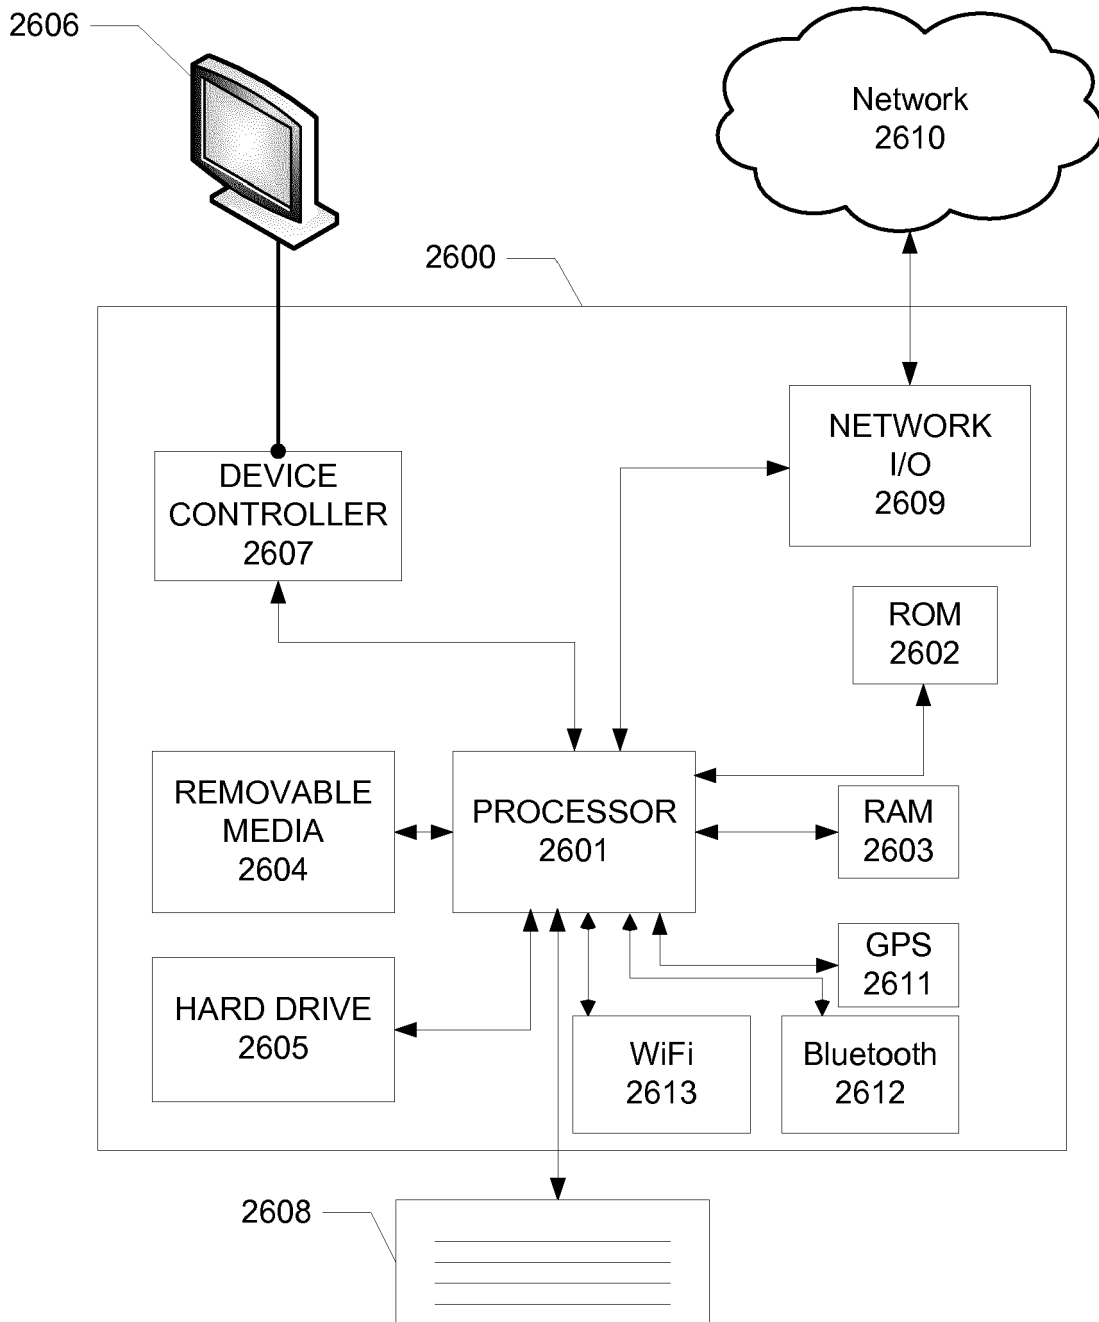 2606
Network
2610
2600
NETWORK
I/O
2609
DEVICE
CONTROLLER
2607
ROM
2602
REMOVABLE
MEDIA
2604
PROCESSOR
2601
RAM
2603
GPS
2611
HARD DRIVE
2605
WiFi
2613
Bluetooth
2612
2608